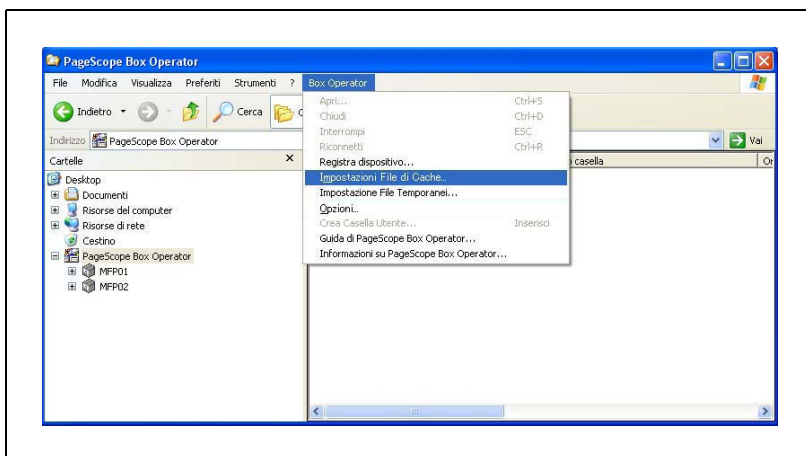 PageScope Box Operator
File Modifica Visualizza Preferiti Strumenti ? Box Operator
Indietro Cerca C
Indirizzo PageScope Box Operator Vai
Cartelle
Desktop
Documenti
Risorse del computer
Risorse di rete
Cestino
PageScope Box Operator
MFP01
MFP02
Apri... Ctrl+S
Chiudi Ctrl+D
Interrompi ESC
Riconnetti Ctrl+R
Registra dispositivo...
Impostazioni File di Cache..
Impostazione File Temporanei...
Opzioni..
Crea Casella Utente... Inserisci
Guida di PageScope Box Operator...
Informazioni su PageScope Box Operator...
casella Or